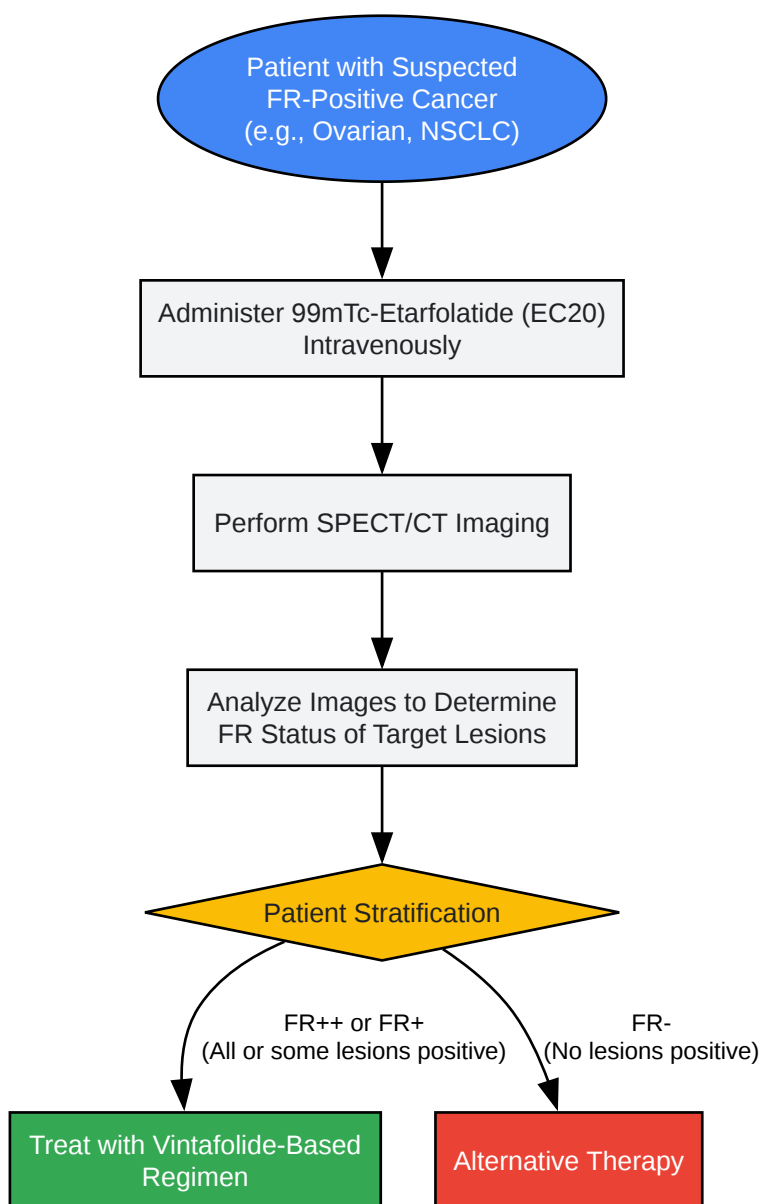 Patient with Suspected
FR-Positive Cancer
(e.g., Ovarian, NSCLC)
Administer 99mTc-Etarfolatide (EC20)
Intravenously
Perform SPECT/CT Imaging
Analyze Images to Determine
FR Status of Target Lesions
Patient Stratification
FR++ or FR+
(All or some lesions positive)
FR-
(No lesions positive)
Treat with Vintafolide-Based
Regimen
Alternative Therapy